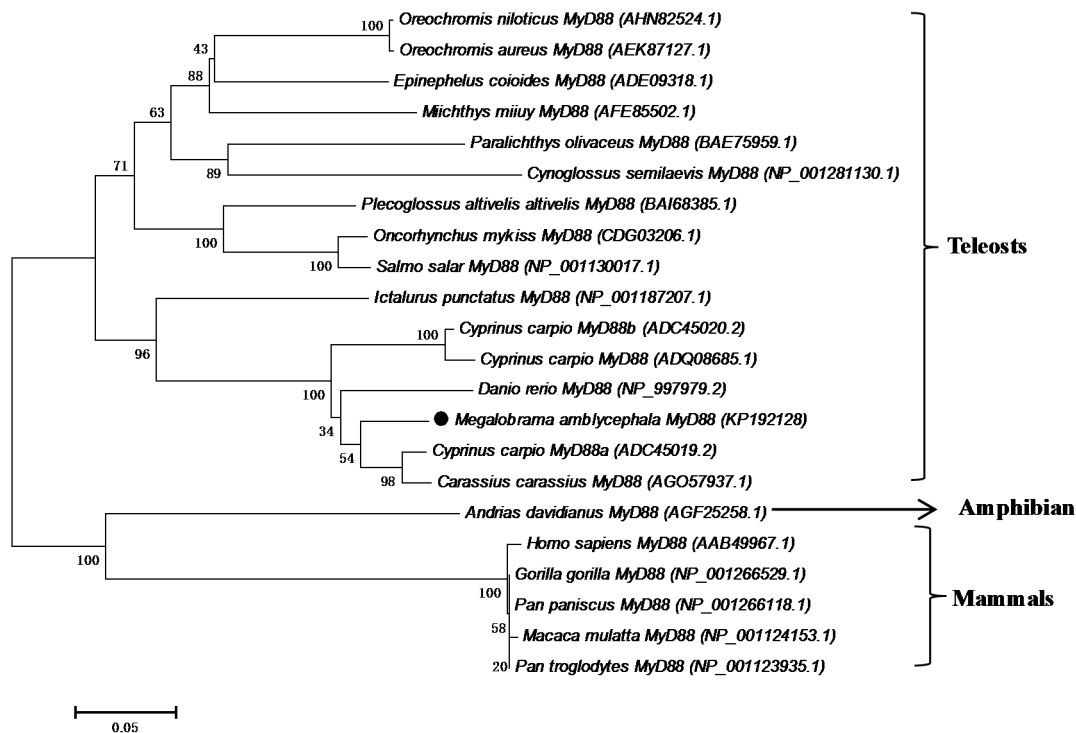 100 Oreochromis niloticus MyD88 (AHN82524.1)
Oreochromis aureus MyD88 (AEK87127.1)
43
Epinephelus coioides MyD88 (ADE09318.1)
88
Miichthys miiuy MyD88 (AFE85502.1)
63
Paralichthys olivaceus MyD88 (BAE75959.1)
89
Cynoglossus semilaevis MyD88 (NP_001281130.1)
71
Plecoglossus altivelis altivelis MyD88 (BAI68385.1)
100
Oncorhynchus mykiss MyD88 (CDG03206.1)
100
Salmo salar MyD88 (NP_001130017.1)
Teleosts
Ictalurus punctatus MyD88 (NP_001187207.1)
96
Cyprinus carpio MyD88b (ADC45020.2)
100
Cyprinus carpio MyD88 (ADQ08685.1)
100
Danio rerio MyD88 (NP_997979.2)
34
Megalobrama amblycephala MyD88 (KP192128)
54
Cyprinus carpio MyD88a (ADC45019.2)
98
Carassius carassius MyD88 (AGO57937.1)
Andrias davidianus MyD88 (AGF25258.1)
Amphibian
100
Homo sapiens MyD88 (AAB49967.1)
Gorilla gorilla MyD88 (NP_001266529.1)
100
Pan paniscus MyD88 (NP_001266118.1)
Mammals
58
Macaca mulatta MyD88 (NP_001124153.1)
20 Pan troglodytes MyD88 (NP_001123935.1)
0.05